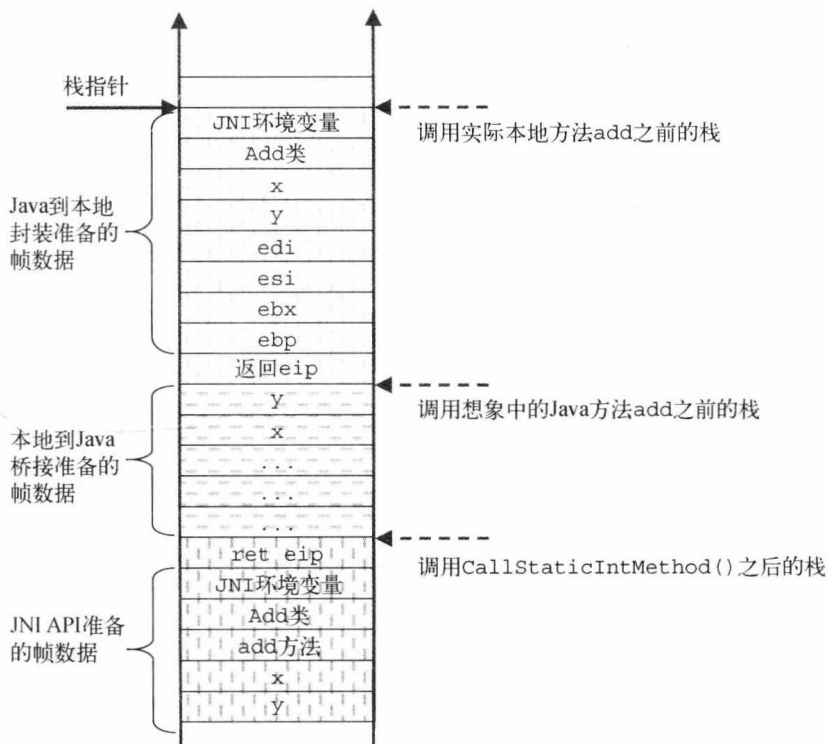 栈指针
JNI环境变量
调用实际本地方法add之前的栈
Add类
x
Java到本地
封装准备的
帧数据
y
edi
esi
ebx
ebp
返回eip
y
调用想象中的Java方法add之前的栈
x
本地到Java
桥接准备的
帧数据
...
...
...
ret eip
调用CallStaticIntMethod()之后的栈
JNI环境变量
Add类
JNI API准备
的帧数据
add方法
x
y